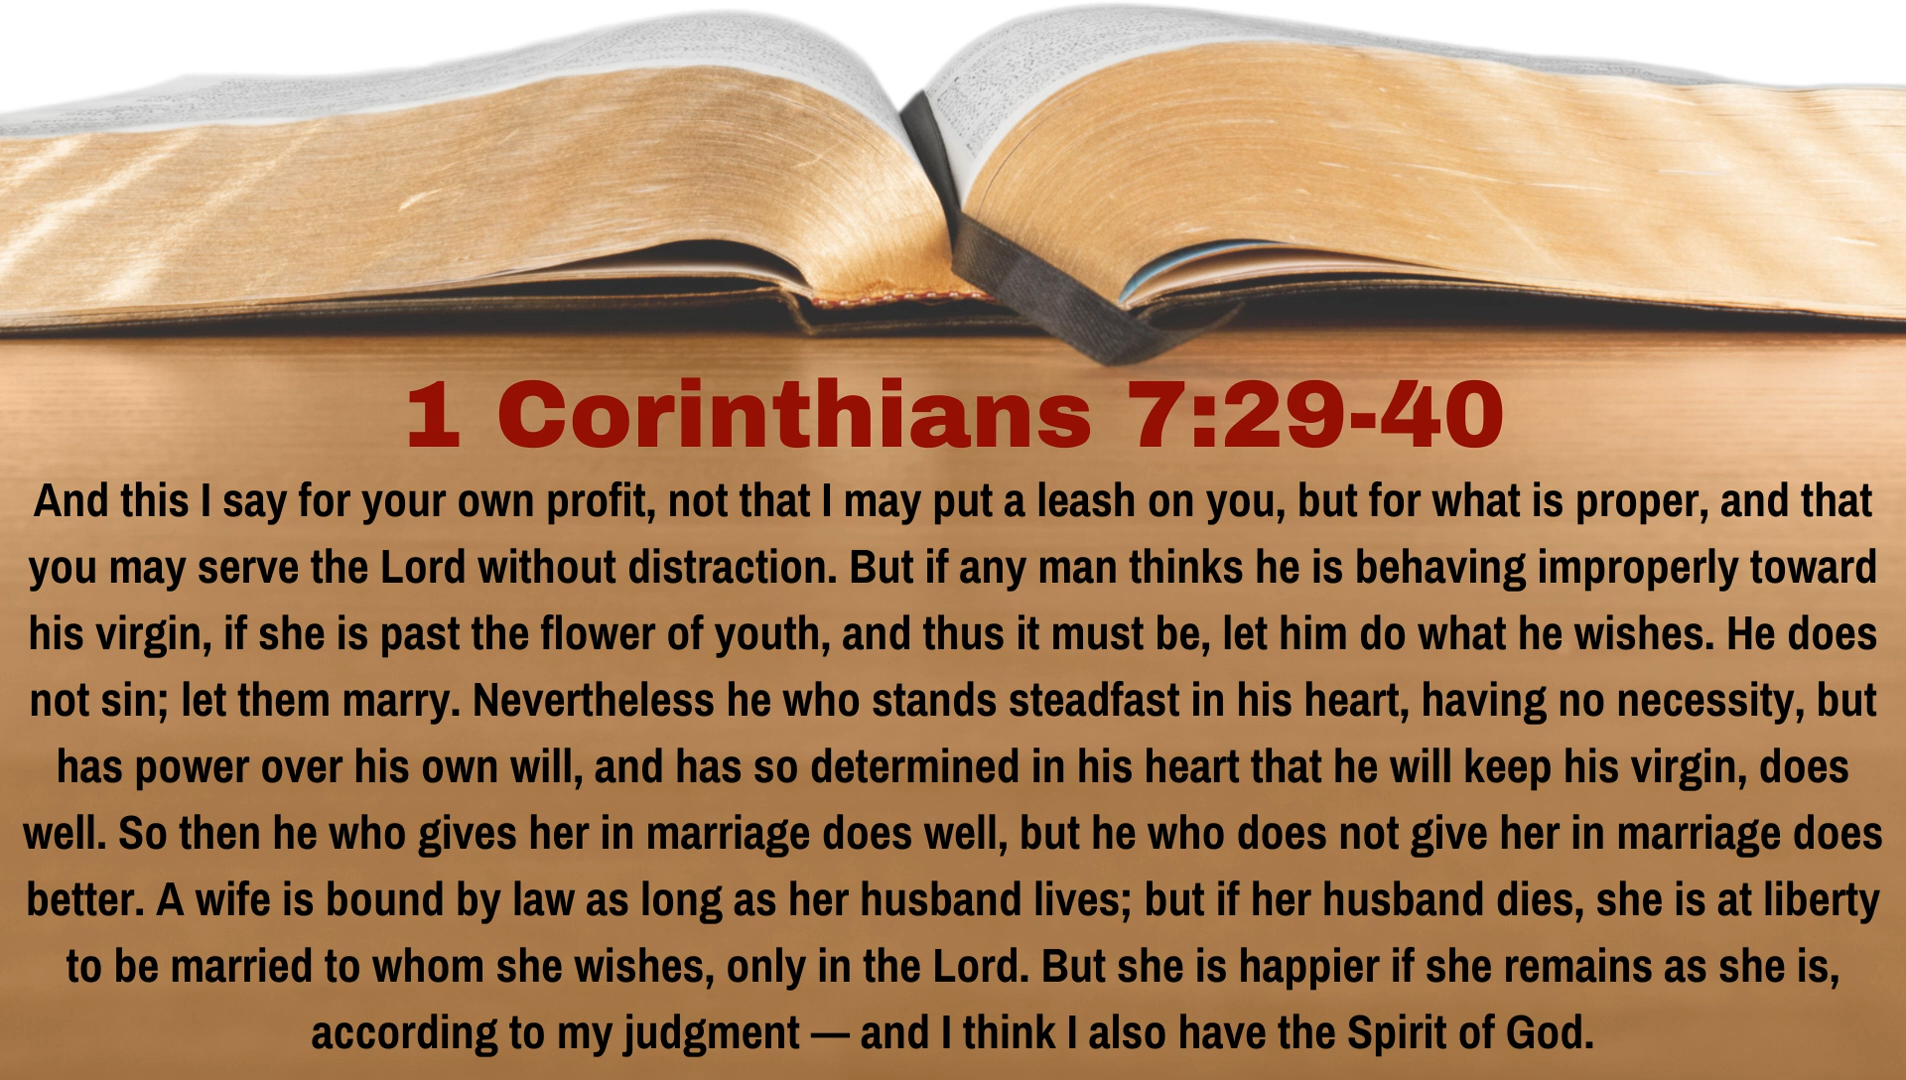 1 Corinthians 7:29-40
And this I say for your own profit, not that I may put a leash on you, but for what is proper, and that
you may serve the Lord without distraction. But if any man thinks he is behaving improperly toward
his virgin, if she is past the flower of youth, and thus it must be, let him do what he wishes. He does
not sin; let them marry. Nevertheless he who stands steadfast in his heart, having no necessity, but
has power over his own will, and has so determined in his heart that he will keep his virgin, does
well. So then he who gives her in marriage does well, but he who does not give her in marriage does
better. A wife is bound by law as long as her husband lives; but if her husband dies, she is at liberty
to be married to whom she wishes, only in the Lord. But she is happier if she remains as she is,
according to my judgment — and I think I also have the Spirit of God.